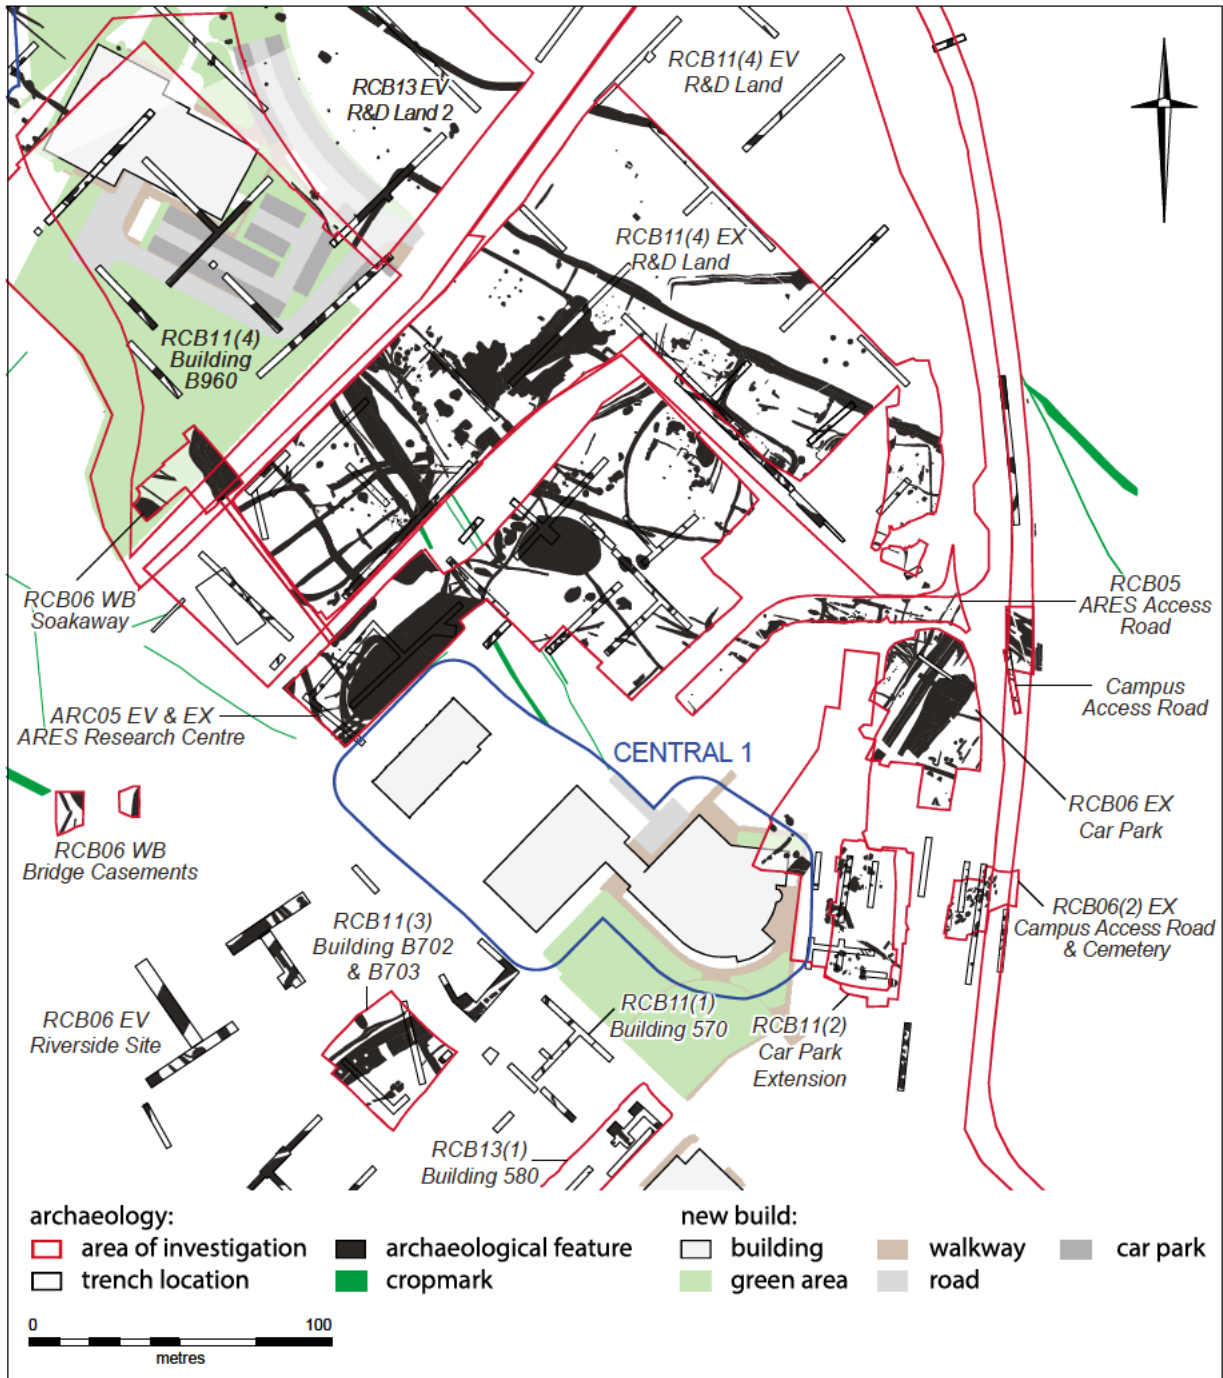 RCB13 EV
R&D Land 2
RCB11(4) EV
R&D Land
RCB11(4) EX
R&D Land
RCB11(4)
Building
B960
RCB06 WB
Soakaway
RCB05
ARES Access
Road
Campus
Access Road
ARC05 EV & EX
ARES Research Centre
CENTRAL 1
RCB06 EX
Car Park
RCB06 WB
Bridge Casements
RCB11(3)
Building B702
& B703
RCB06(2) EX
Campus Access Road
& Cemetery
RCB06 EV
Riverside Site
RCB11(1)
Building 570
RCB11(2)
Car Park
Extension
RCB13(1)
Building 580
archaeology:
area of investigation
archaeological feature
trench location
cropmark
new build:
building
walkway
car park
green area
road
0 100
metres